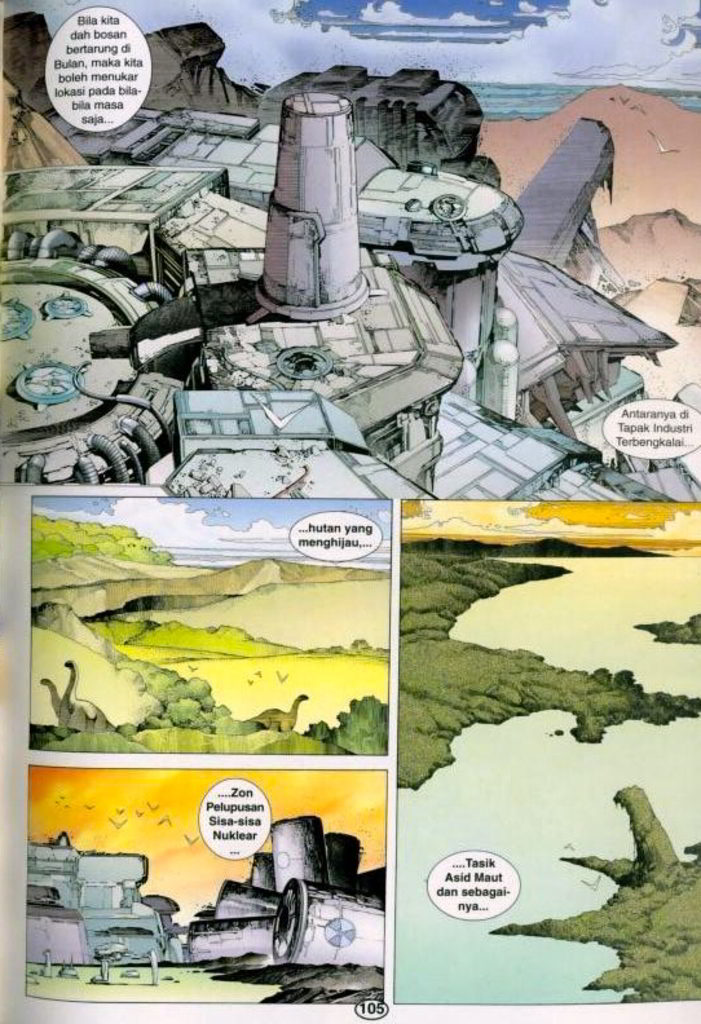 Bila kita
dah bosan
bertarung di
Bulan, maka kita
boleh menukar
lokasi pada bila-
bila masa
saja...
Antaranya di
Tapak Industri
Terbengkalai...
...hutan yang
menghijau,...
....Zon
Pelupusan
Sisa-sisa
Nuklear
...
....Tasik
Asid Maut
dan sebagai-
nya...
105